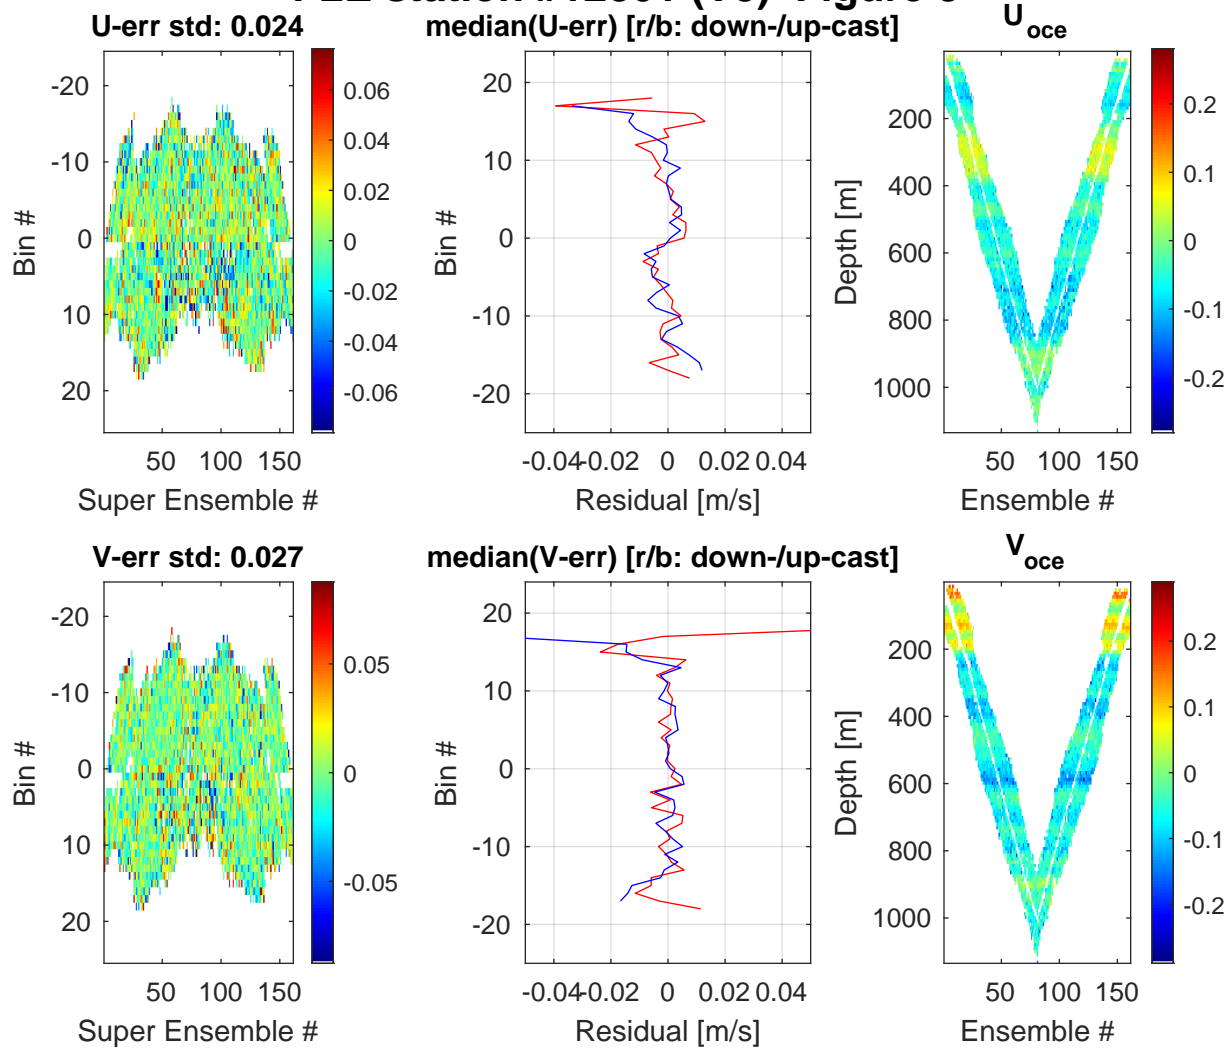 U-err std: 0.024
median(U-err) [r/b: down-/up-cast]
U oce
-20
-10
0
10
20
Bin #
50 100 150
Super Ensemble #
0.06
0.04
0.02
0
-0.02
-0.04
-0.06
20
10
0
-10
-20
Bin #
-0.04 -0.02 0 0.02 0.04
Residual [m/s]
200
400
600
800
1000
Depth [m]
50 100 150
Ensemble #
0.2
0.1
0
-0.1
-0.2
V-err std: 0.027
median(V-err) [r/b: down-/up-cast]
V oce
-20
-10
0
10
20
Bin #
50 100 150
Super Ensemble #
0.05
0
-0.05
20
10
0
-10
-20
Bin #
-0.04 -0.02 0 0.02 0.04
Residual [m/s]
200
400
600
800
1000
Depth [m]
50 100 150
Ensemble #
0.2
0.1
0
-0.1
-0.2